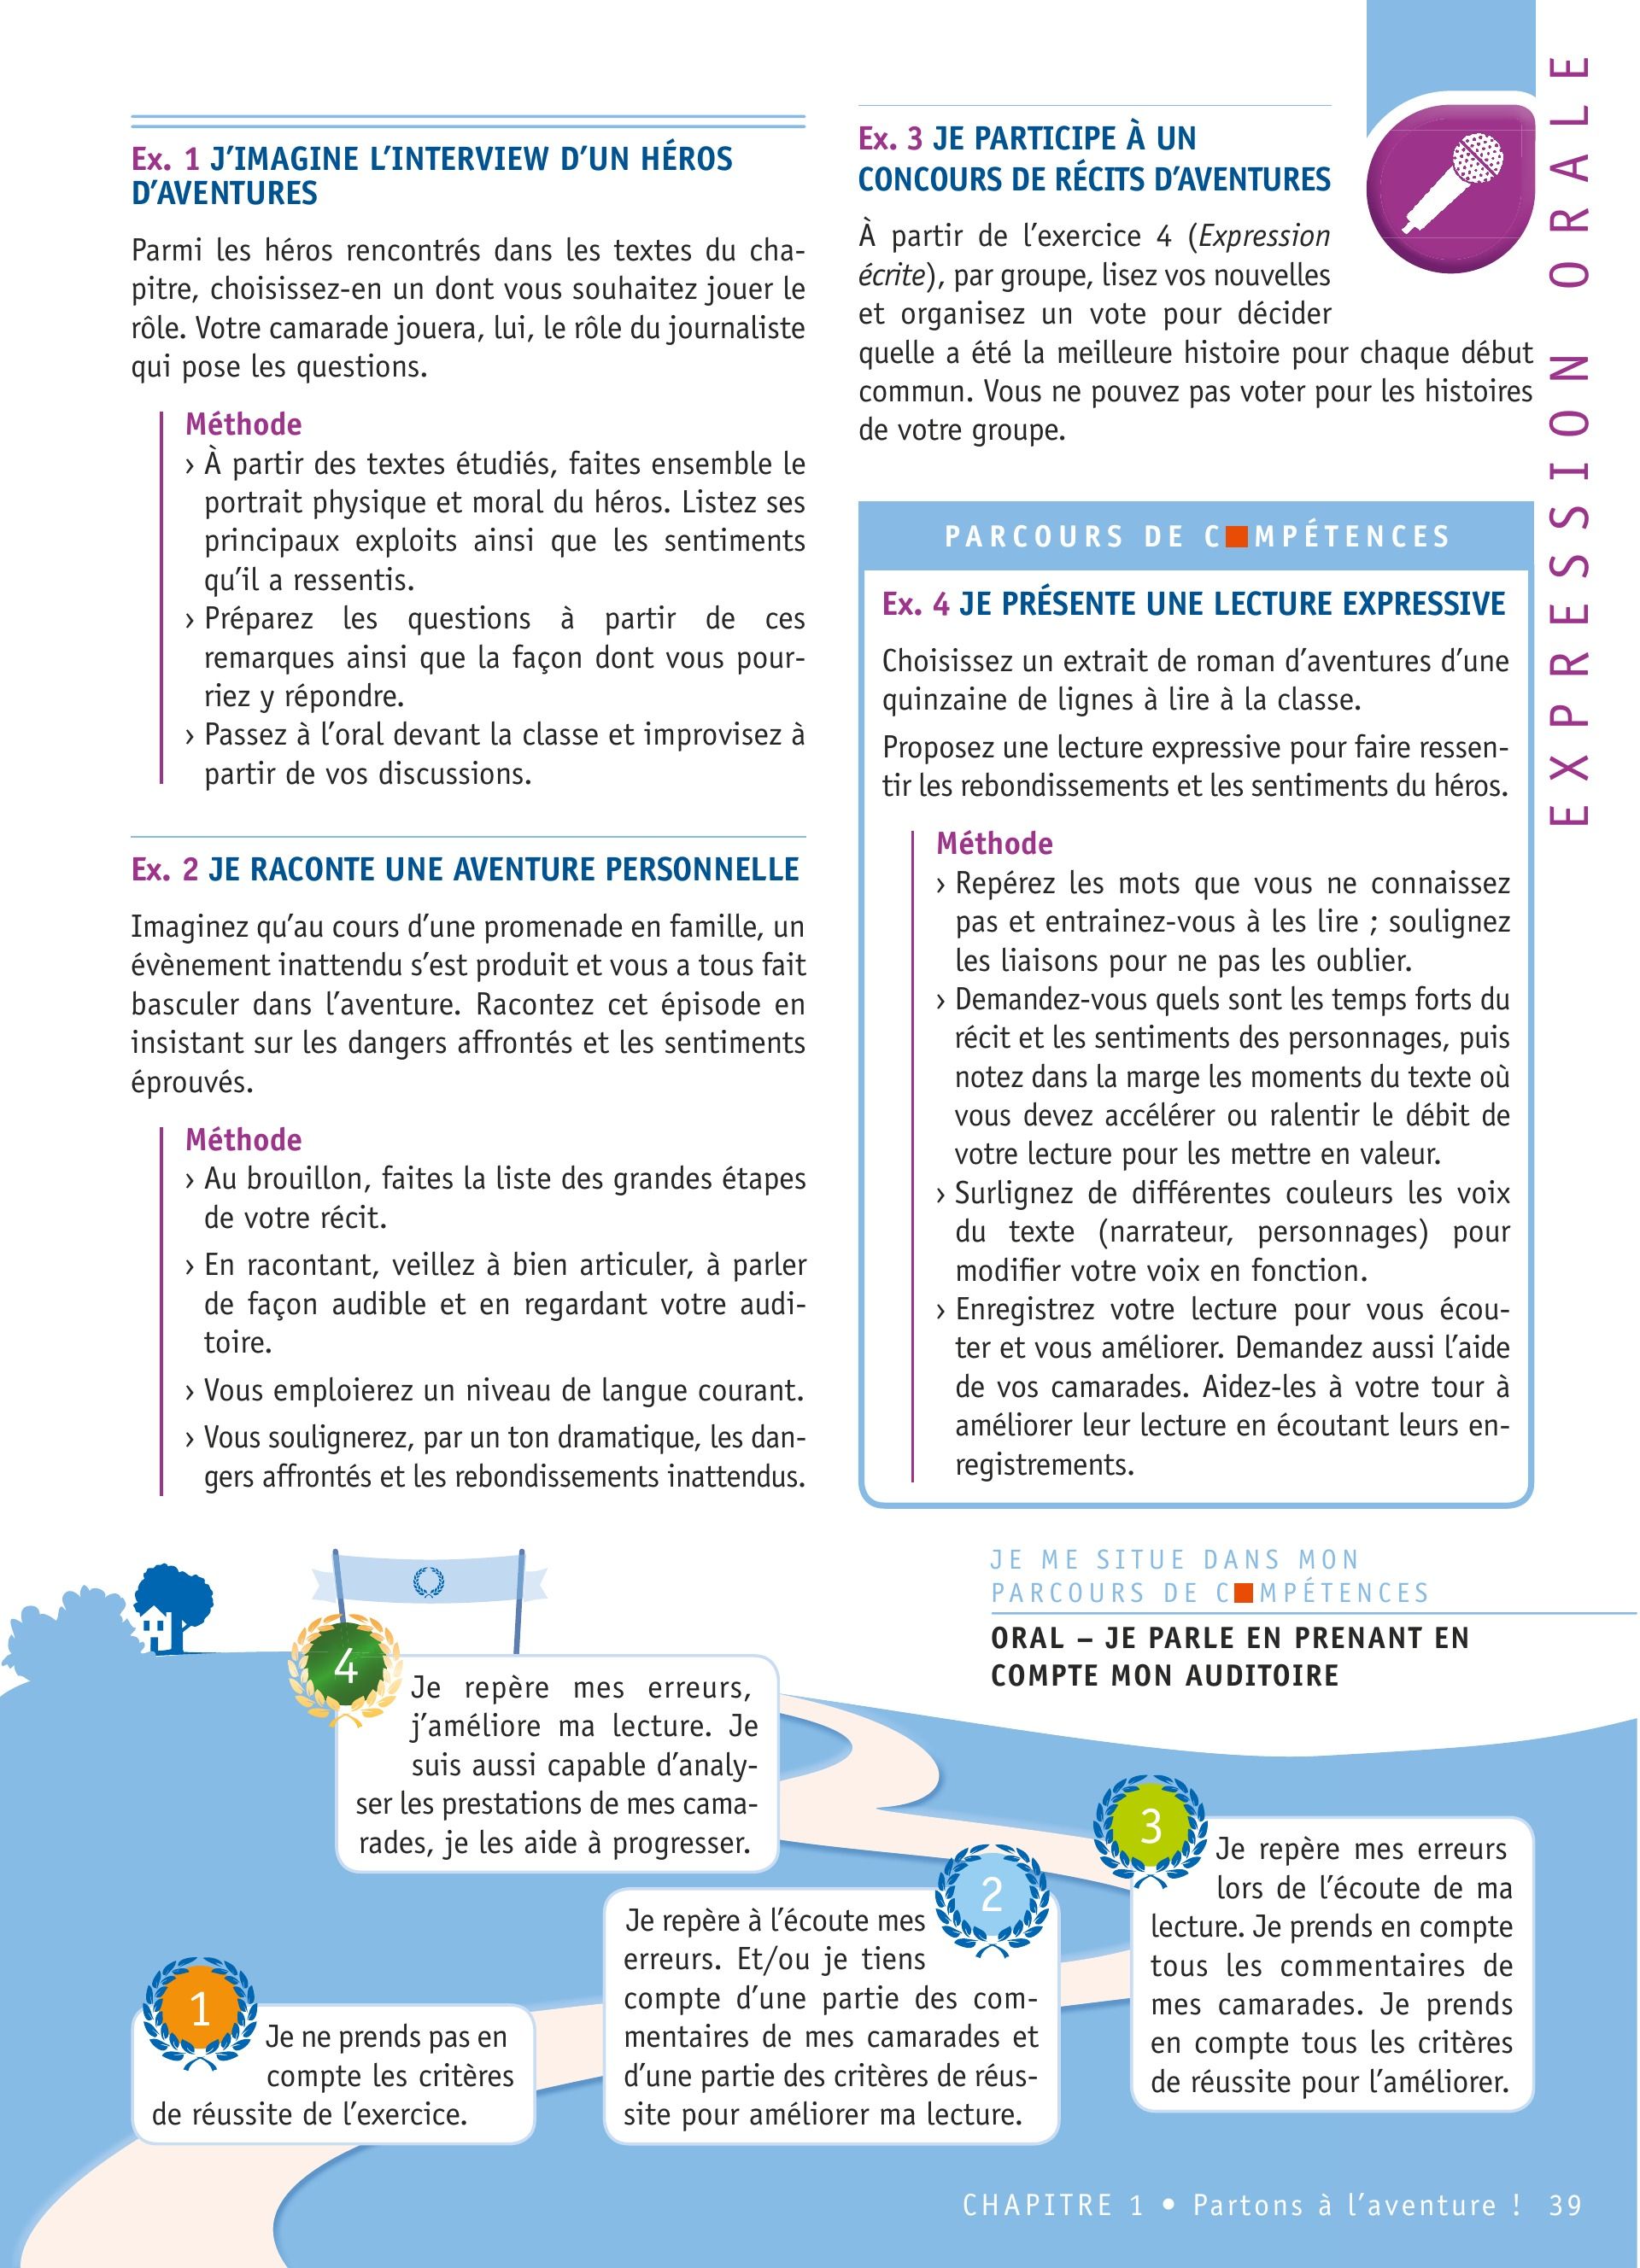 Ex. 1 J’IMAGINE L’INTERVIEW D’UN HÉROS
D’AVENTURES
Parmi les héros rencontrés dans les textes du cha-
pitre, choisissez-en un dont vous souhaitez jouer le
rôle. Votre camarade jouera, lui, le rôle du journaliste
qui pose les questions.
Méthode
› À partir des textes étudiés, faites ensemble le
portrait physique et moral du héros. Listez ses
principaux exploits ainsi que les sentiments
qu’il a ressentis.
› Préparez les questions à partir de ces
remarques ainsi que la façon dont vous pour-
riez y répondre.
› Passez à l’oral devant la classe et improvisez à
partir de vos discussions.
Ex. 2 JE RACONTE UNE AVENTURE PERSONNELLE
Imaginez qu’au cours d’une promenade en famille, un
évènement inattendu s’est produit et vous a tous fait
basculer dans l’aventure. Racontez cet épisode en
insistant sur les dangers affrontés et les sentiments
éprouvés.
Méthode
› Au brouillon, faites la liste des grandes étapes
de votre récit.
› En racontant, veillez à bien articuler, à parler
de façon audible et en regardant votre audi-
toire.
› Vous emploierez un niveau de langue courant.
› Vous soulignerez, par un ton dramatique, les dan-
gers affrontés et les rebondissements inattendus.
Ex. 3 JE PARTICIPE À UN
CONCOURS DE RÉCITS D’AVENTURES
À partir de l’exercice 4 (Expression
écrite), par groupe, lisez vos nouvelles
et organisez un vote pour décider
quelle a été la meilleure histoire pour chaque début
commun. Vous ne pouvez pas voter pour les histoires
de votre groupe.
EXPRESSION ORALE
PARCOURS DE C■MPÉTENCES
Ex. 4 JE PRÉSENTE UNE LECTURE EXPRESSIVE
Choisissez un extrait de roman d’aventures d’une
quinzaine de lignes à lire à la classe.
Proposez une lecture expressive pour faire ressen-
tir les rebondissements et les sentiments du héros.
Méthode
› Repérez les mots que vous ne connaissez
pas et entrainez-vous à les lire ; soulignez
les liaisons pour ne pas les oublier.
› Demandez-vous quels sont les temps forts du
récit et les sentiments des personnages, puis
notez dans la marge les moments du texte où
vous devez accélérer ou ralentir le débit de
votre lecture pour les mettre en valeur.
› Surlignez de différentes couleurs les voix
du texte (narrateur, personnages) pour
modifier votre voix en fonction.
› Enregistrez votre lecture pour vous écou-
ter et vous améliorer. Demandez aussi l’aide
de vos camarades. Aidez-les à votre tour à
améliorer leur lecture en écoutant leurs en-
registrements.
JE ME SITUE DANS MON
PARCOURS DE C■MPÉTENCES
ORAL – JE PARLE EN PRENANT EN
COMPTE MON AUDITOIRE
1
Je ne prends pas en
compte les critères
de réussite de l’exercice.
2
Je repère à l’écoute mes
erreurs. Et/ou je tiens
compte d’une partie des com-
mentaires de mes camarades et
d’une partie des critères de réus-
site pour améliorer ma lecture.
3
Je repère mes erreurs
lors de l’écoute de ma
lecture. Je prends en compte
tous les commentaires de
mes camarades. Je prends
en compte tous les critères
de réussite pour l’améliorer.
4
Je repère mes erreurs,
j’améliore ma lecture. Je
suis aussi capable d’analy-
ser les prestations de mes cama-
rades, je les aide à progresser.
CHAPITRE 1 • Partons à l’aventure ! 39